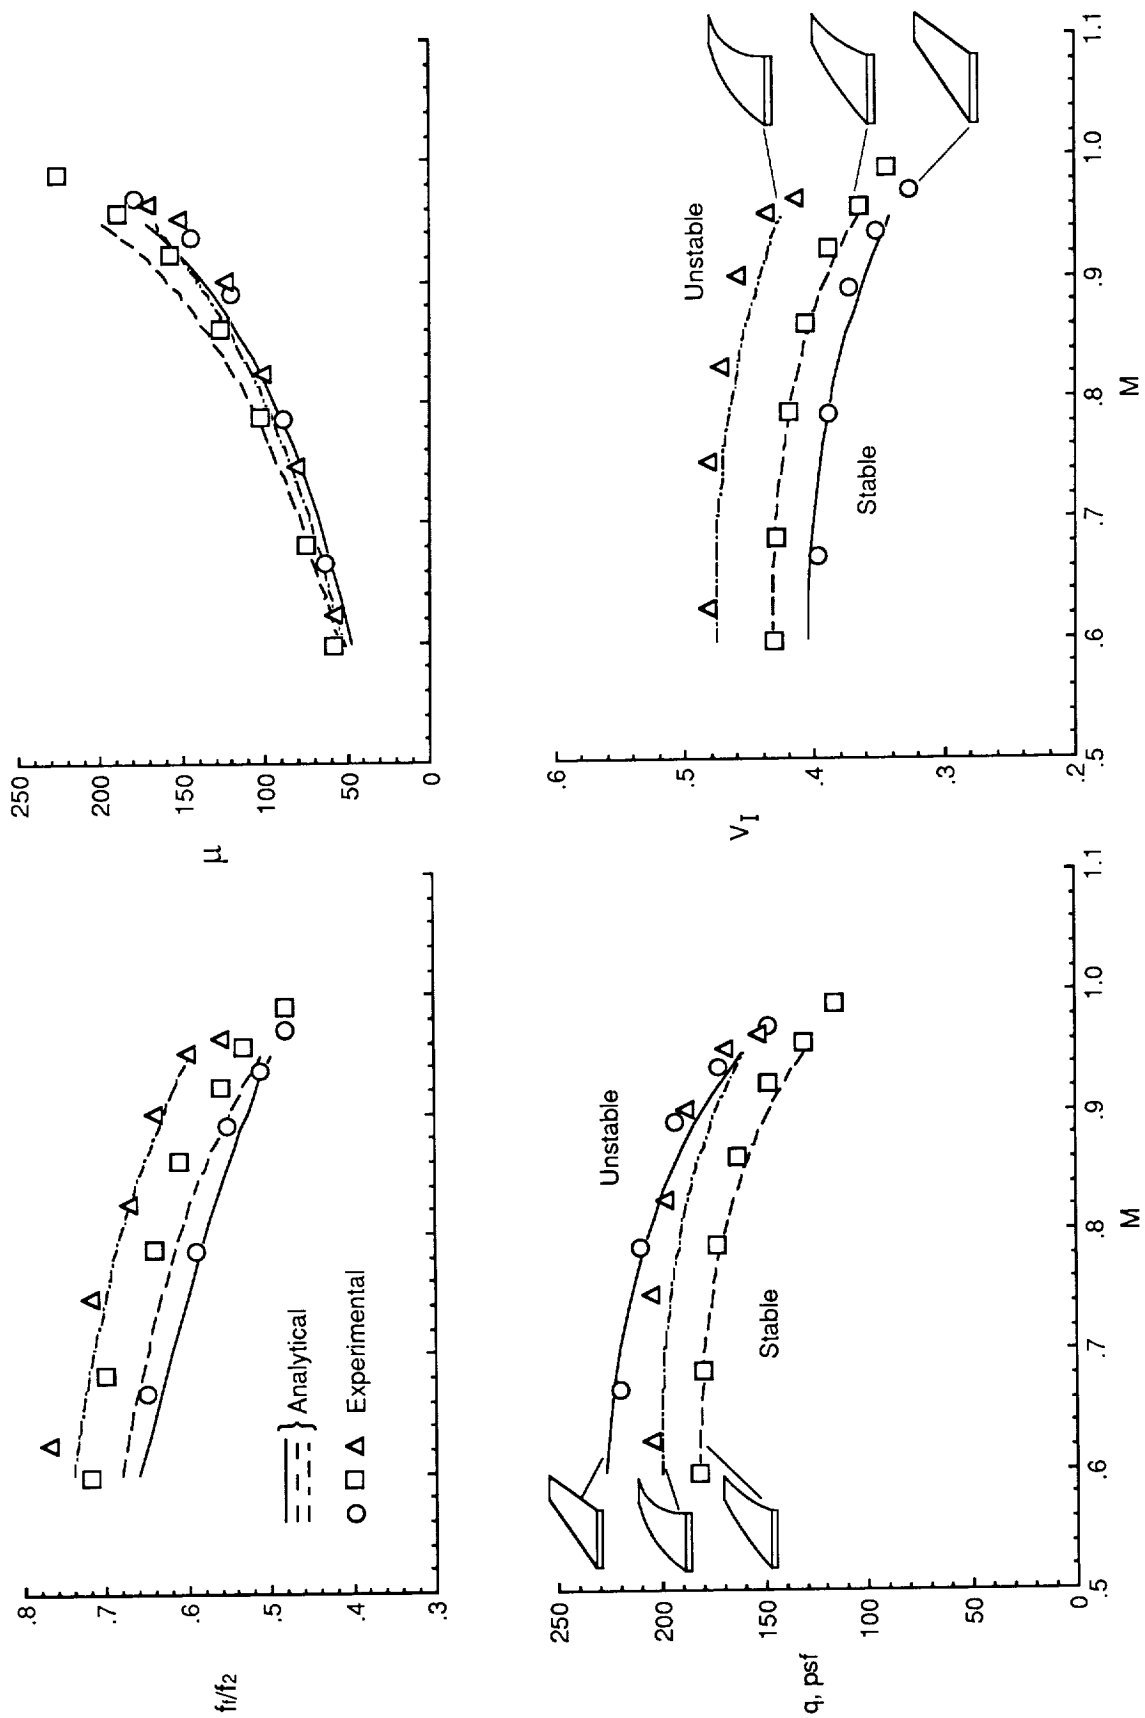 .8
.7
.6
f_f/f_2
.5
.4
.3
Analytical
Experimental
250
200
150
μ
100
50
0
250
200
q, psf
150
100
50
0
Unstable
Stable
.5 .6 .7 .8 .9 1.0 1.1
M
.6
.5
V_I
.4
.3
.2
Unstable
Stable
.5 .6 .7 .8 .9 1.0 1.1
M